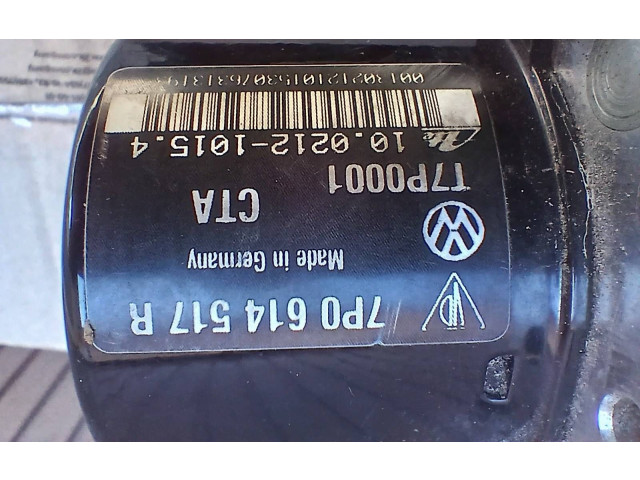 7P0 614 517 R
Made in Germany
CTA
T7P0001
10.0212-1015.4